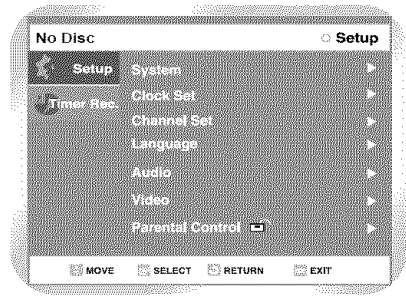 No Disc Setup
Setup
Timer Rec.
System
Clock Set
Channel Set
Language
Audio
Video
Parental Control
MOVE SELECT RETURN EXIT